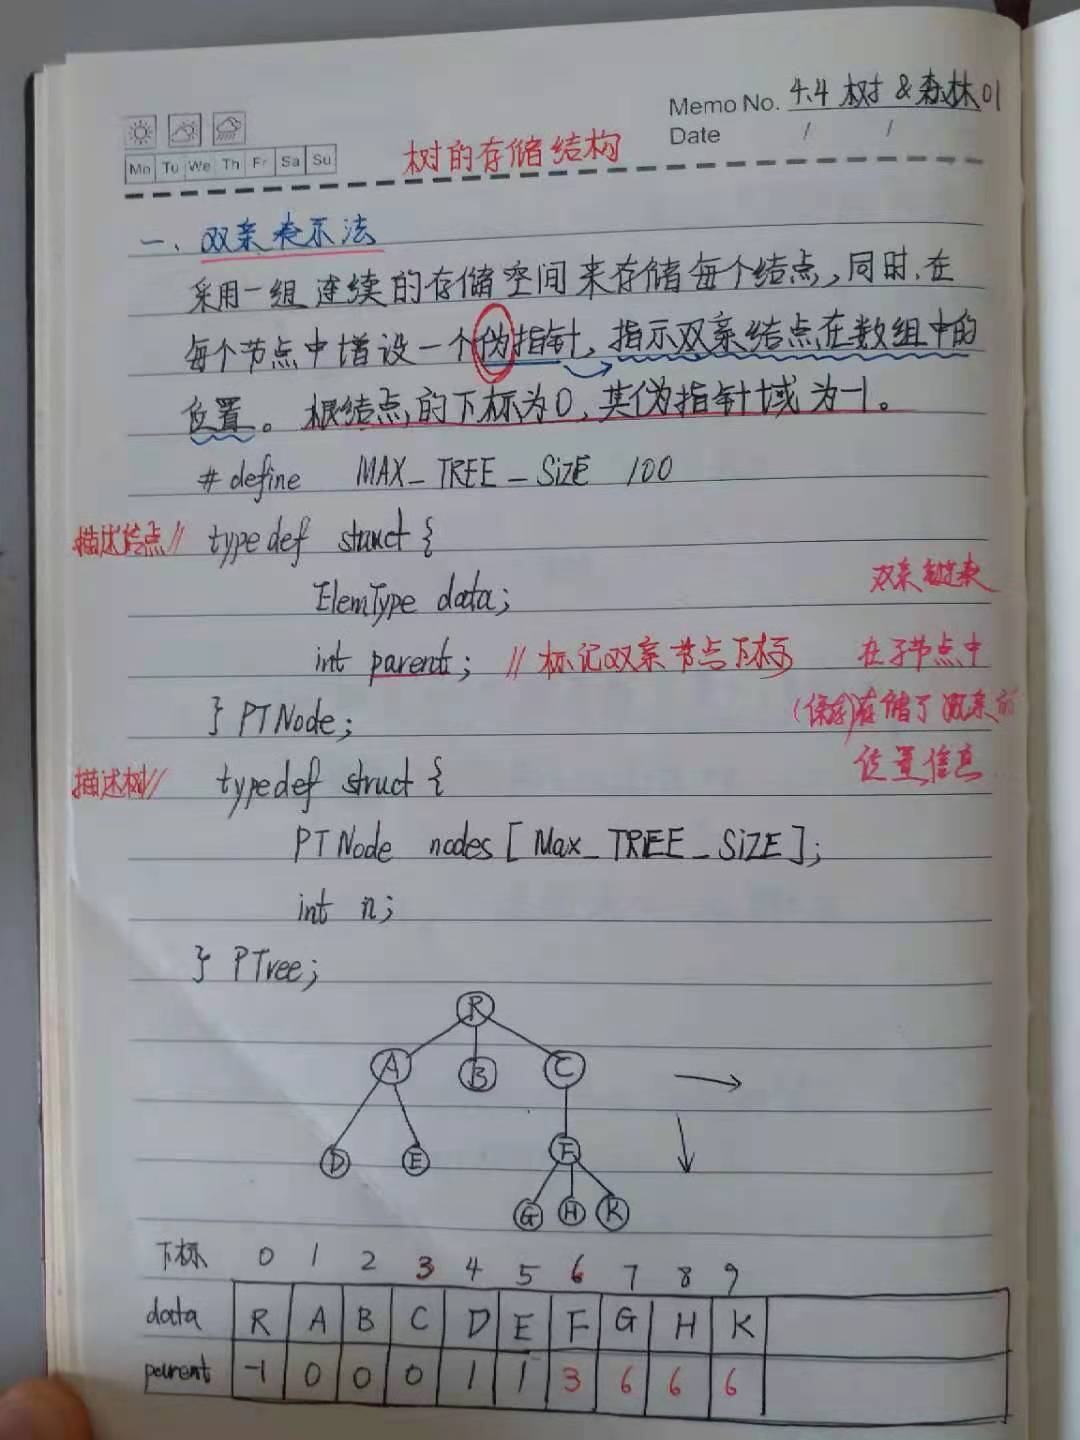 Memo No. 4.4 树 & 森林01
Date / /
Mn Tu We Th Fr Sa Su
树的存储结构
一、双亲表示法
采用一组连续的存储空间来存储每个结点,同时,在
每个节点中增设一个伪指针,指示双亲结点在数组中的
位置。根结点的下标为0,其伪指针域为-1。
# define MAX_TREE_SiZE 100
描述结点// typedef struct {
ElemType data;
双亲
int parent; // 标记双亲节点下标
在子节点中
(保存)存储了双亲的
位置信息
} PTNode;
描述树// typedef struct {
PTNode nodes [Max_TREE_SiZE];
int n;
} PTree;
R
A B C
D E F
G H K
下标 0 1 2 3 4 5 6 7 8 9
data R A B C D E F G H K
parent -1 0 0 0 1 1 3 6 6 6